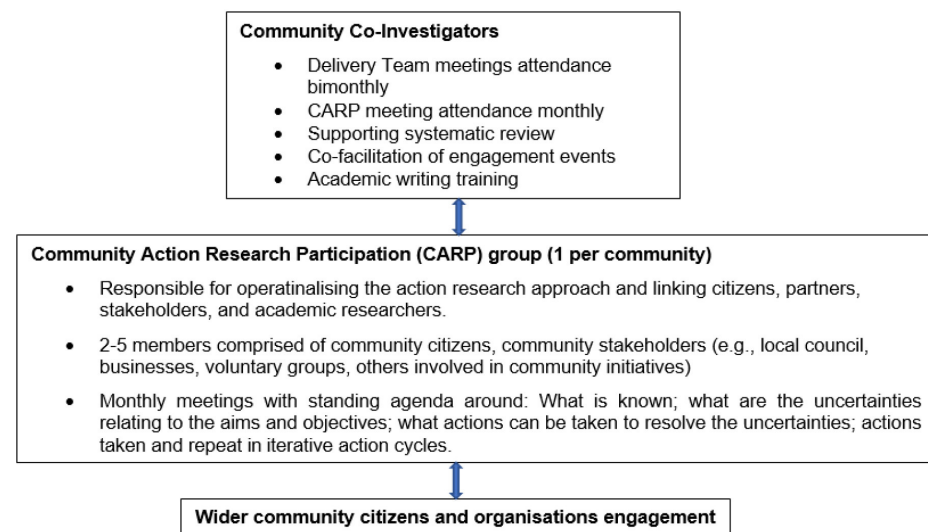 Community Co-Investigators
• Delivery Team meetings attendance
bimonthly
• CARP meeting attendance monthly
• Supporting systematic review
• Co-facilitation of engagement events
• Academic writing training
Community Action Research Participation (CARP) group (1 per community)
• Responsible for operatinalising the action research approach and linking citizens, partners,
stakeholders, and academic researchers.
• 2-5 members comprised of community citizens, community stakeholders (e.g., local council,
businesses, voluntary groups, others involved in community initiatives)
• Monthly meetings with standing agenda around: What is known; what are the uncertainties
relating to the aims and objectives; what actions can be taken to resolve the uncertainties; actions
taken and repeat in iterative action cycles.
Wider community citizens and organisations engagement